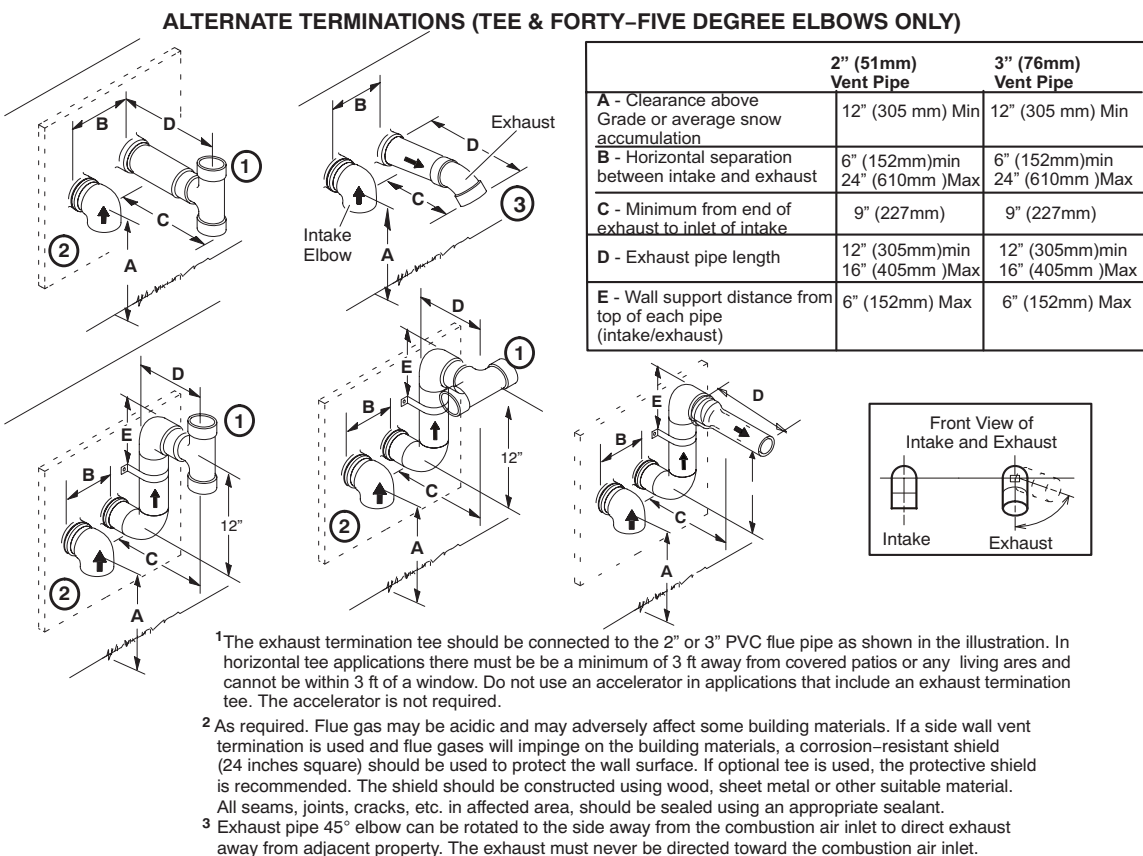 ALTERNATE TERMINATIONS (TEE & FORTY–FIVE DEGREE ELBOWS ONLY)
B
D
1
C
2
A
B
Exhaust
D
C
3
Intake
Elbow
A
2” (51mm)
Vent Pipe
3” (76mm)
Vent Pipe
A - Clearance above
Grade or average snow
accumulation
12” (305 mm) Min
12” (305 mm) Min
B - Horizontal separation
between intake and exhaust
6” (152mm)min
24” (610mm )Max
6” (152mm)min
24” (610mm )Max
C - Minimum from end of
exhaust to inlet of intake
9” (227mm)
9” (227mm)
D - Exhaust pipe length
12” (305mm)min
16” (405mm )Max
12” (305mm)min
16” (405mm )Max
E - Wall support distance from
top of each pipe
(intake/exhaust)
6” (152mm) Max
6” (152mm) Max
D
E
1
B
12”
C
2
A
D
E
1
B
12”
C
2
A
D
E
B
C
A
Front View of
Intake and Exhaust
Intake
Exhaust
1The exhaust termination tee should be connected to the 2” or 3” PVC flue pipe as shown in the illustration. In
horizontal tee applications there must be be a minimum of 3 ft away from covered patios or any living ares and
cannot be within 3 ft of a window. Do not use an accelerator in applications that include an exhaust termination
tee. The accelerator is not required.
2 As required. Flue gas may be acidic and may adversely affect some building materials. If a side wall vent
termination is used and flue gases will impinge on the building materials, a corrosion–resistant shield
(24 inches square) should be used to protect the wall surface. If optional tee is used, the protective shield
is recommended. The shield should be constructed using wood, sheet metal or other suitable material.
All seams, joints, cracks, etc. in affected area, should be sealed using an appropriate sealant.
3 Exhaust pipe 45° elbow can be rotated to the side away from the combustion air inlet to direct exhaust
away from adjacent property. The exhaust must never be directed toward the combustion air inlet.